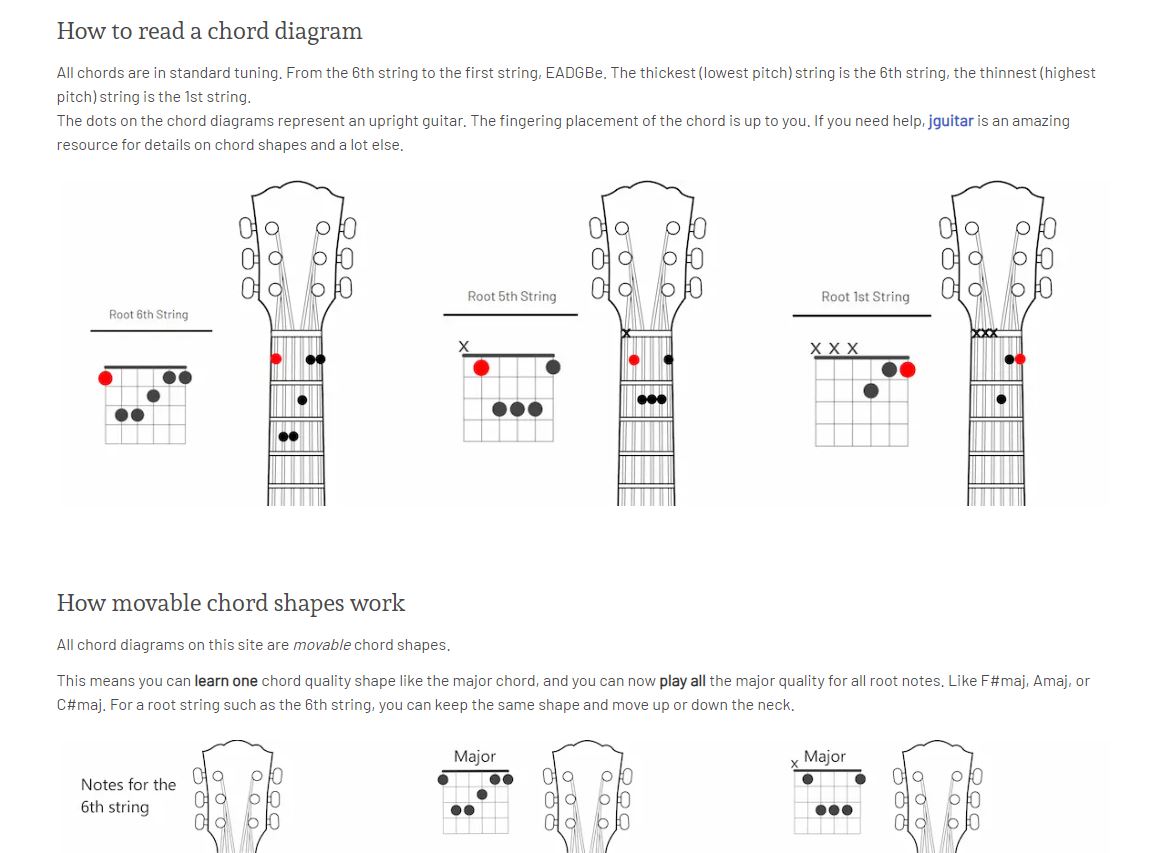 How to read a chord diagram
All chords are in standard tuning. From the 6th string to the first string, EADGBe. The thickest (lowest pitch) string is the 6th string, the thinnest (highest
pitch) string is the 1st string.
The dots on the chord diagrams represent an upright guitar. The fingering placement of the chord is up to you. If you need help, jguitar is an amazing
resource for details on chord shapes and a lot else.
Root 6th String
Root 5th String
X
x
Root 1st String
X X X
xxx
How movable chord shapes work
All chord diagrams on this site are movable chord shapes.
This means you can learn one chord quality shape like the major chord, and you can now play all the major quality for all root notes. Like F#maj, Amaj, or
C#maj. For a root string such as the 6th string, you can keep the same shape and move up or down the neck.
Notes for the
6th string
Major
x Major